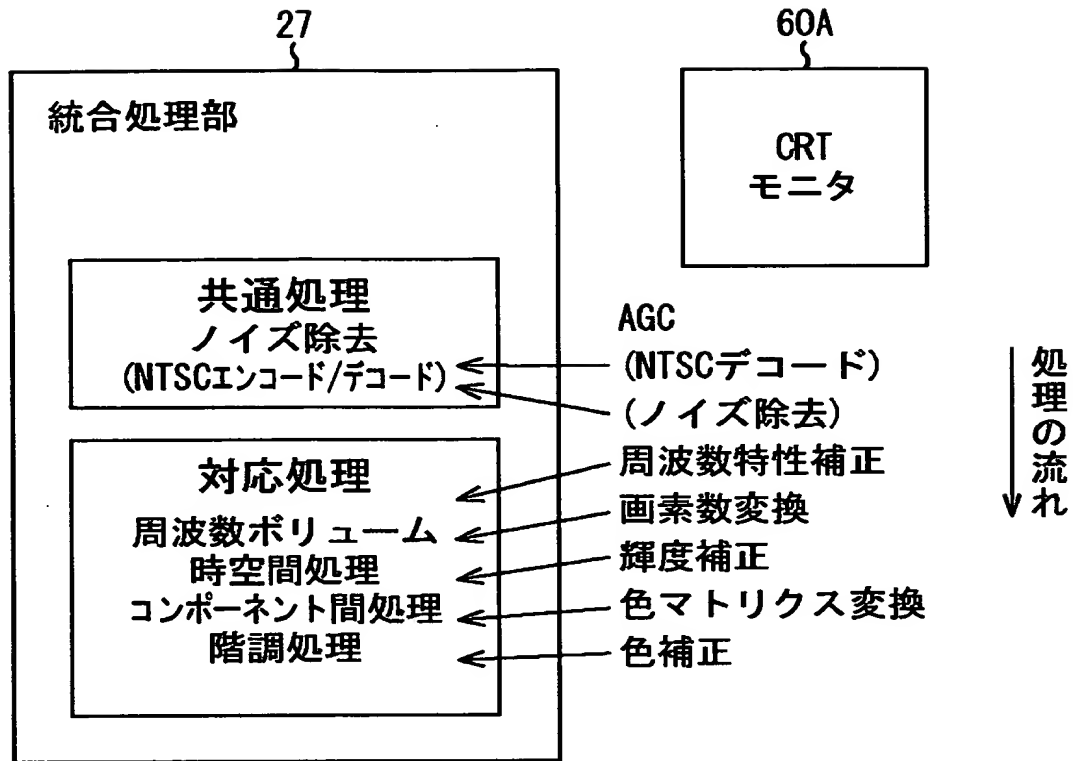 27
60A
統合処理部
CRT
モニタ
共通処理
ノイズ除去
(NTSCエンコード/デコード)
対応処理
周波数ボリューム
時空間処理
コンポーネント間処理
階調処理
AGC
(NTSCデコード)
(ノイズ除去)
周波数特性補正
画素数変換
輝度補正
色マトリクス変換
色補正
処理の流れ